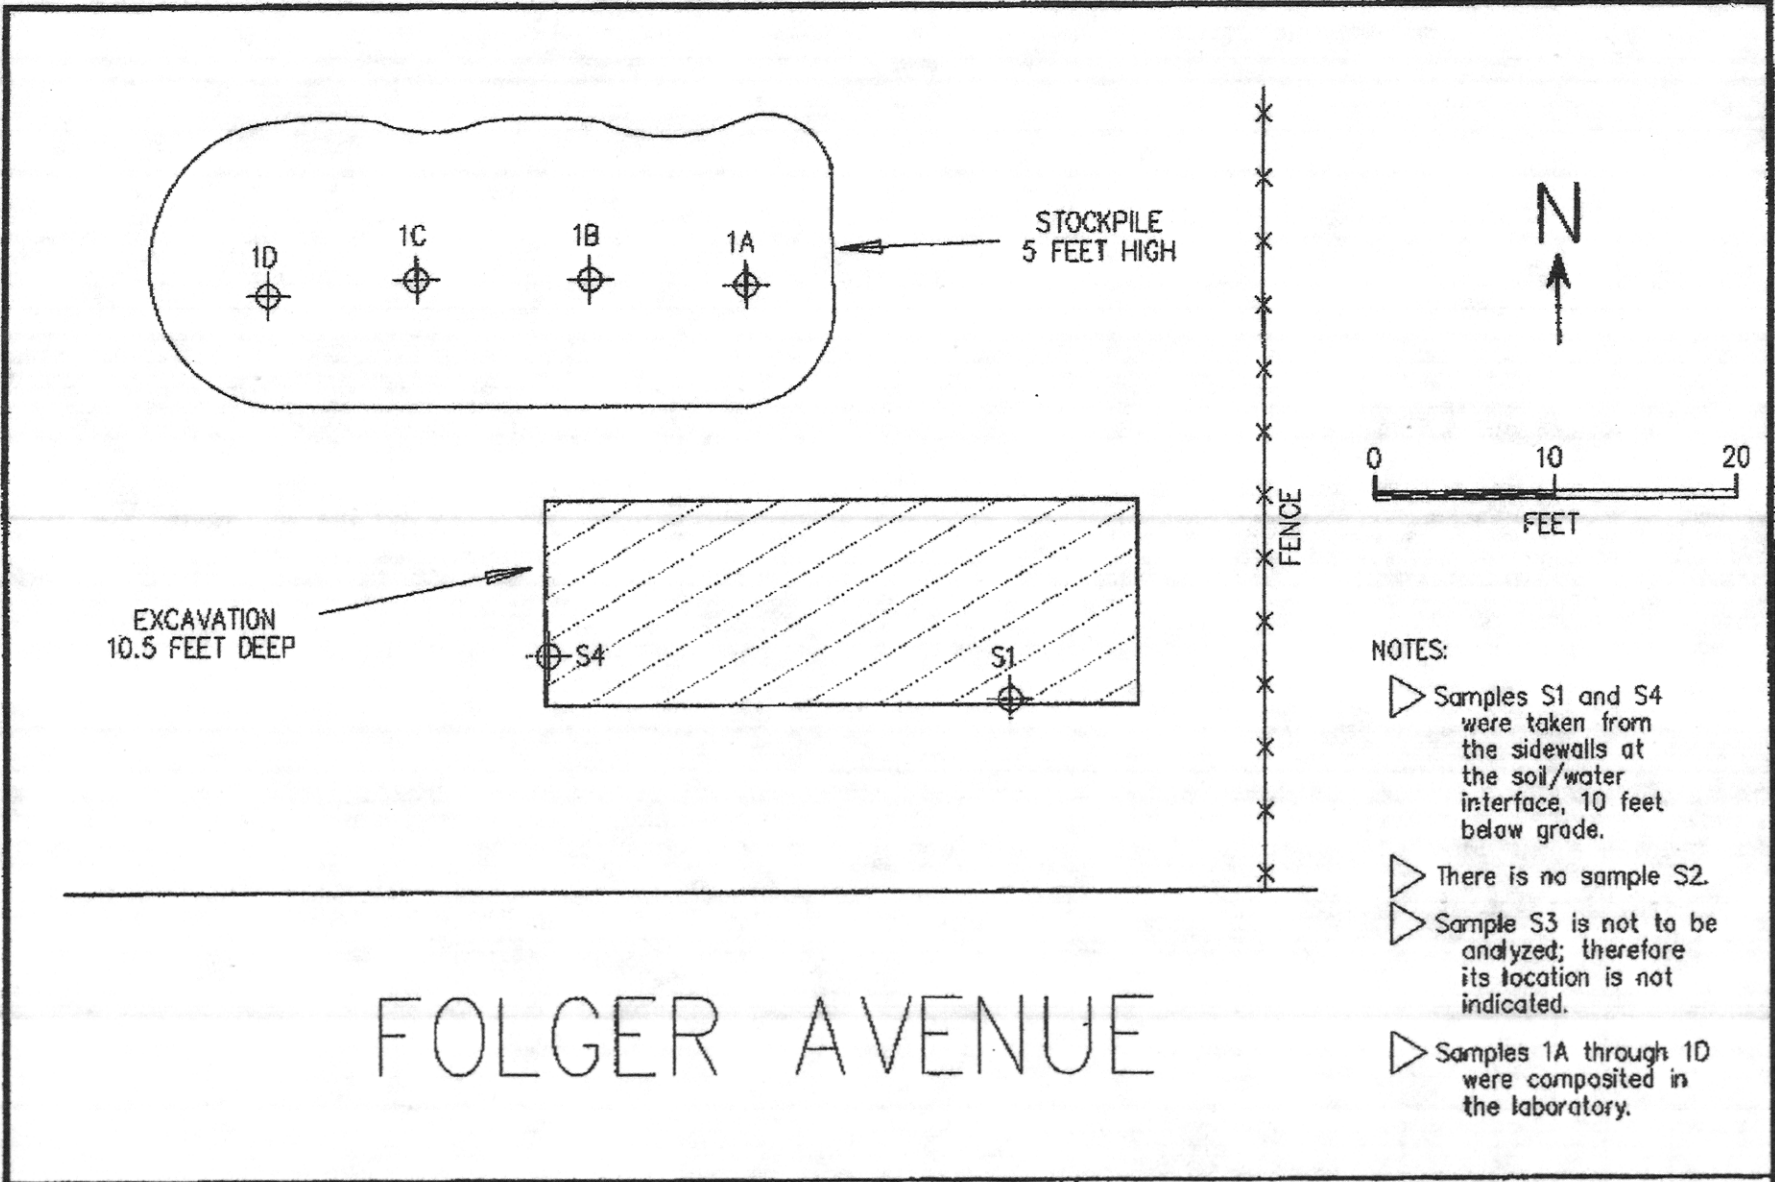 1D
1C
1B
1A
STOCKPILE
5 FEET HIGH
N
0 10 20
FEET
FENCE
EXCAVATION
10.5 FEET DEEP
S4
S1
NOTES:
Samples S1 and S4
were taken from
the sidewalls at
the soil/water
interface, 10 feet
below grade.
There is no sample S2.
Sample S3 is not to be
analyzed; therefore
its location is not
indicated.
Samples 1A through 1D
were composited in
the laboratory.
FOLGER AVENUE